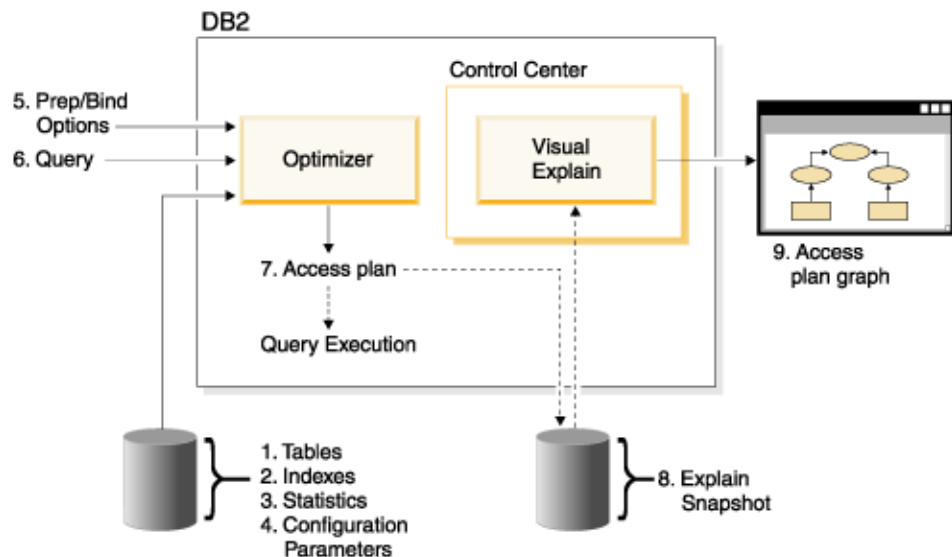 DB2
Control Center
5. Prep/Bind
Options
6. Query
Optimizer
Visual
Explain
7. Access plan
Query Execution
9. Access
plan graph
1. Tables
2. Indexes
3. Statistics
4. Configuration
Parameters
8. Explain
Snapshot